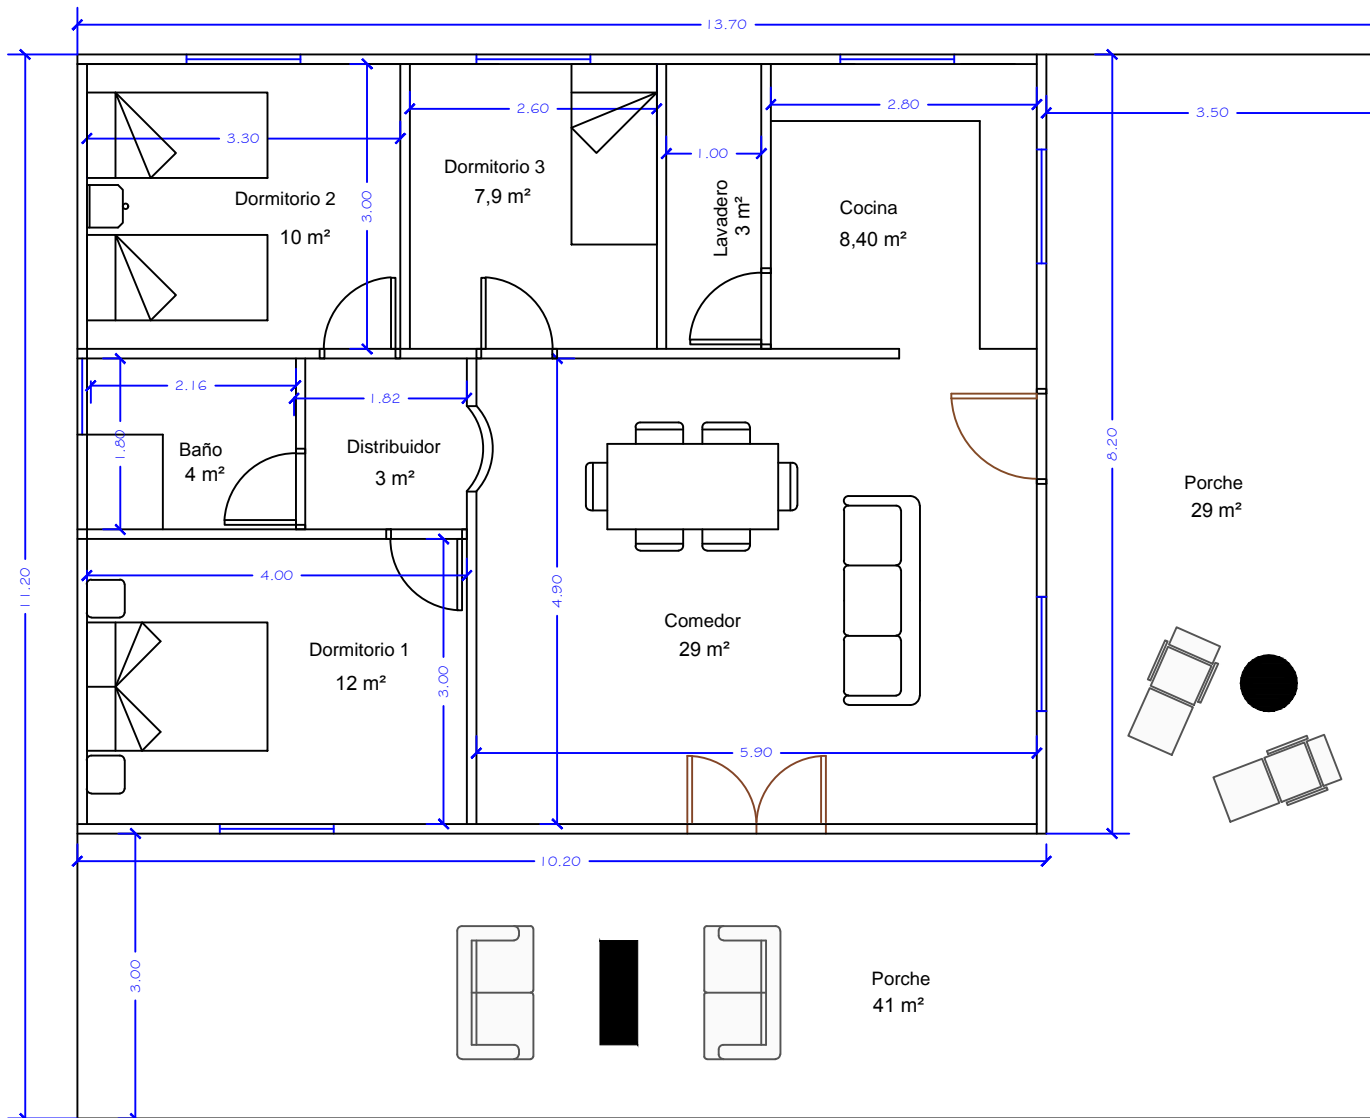 13.70
2.60
2.80
3.50
3.30
1.00
Dormitorio 3
7,9 m²
Dormitorio 2
10 m²
3.00
Lavadero
3 m²
Cocina
8,40 m²
2.16
1.82
1.80
Baño
4 m²
Distribuidor
3 m²
8.20
Porche
29 m²
11.20
4.00
4.90
Comedor
29 m²
Dormitorio 1
12 m²
3.00
5.90
10.20
3.00
Porche
41 m²